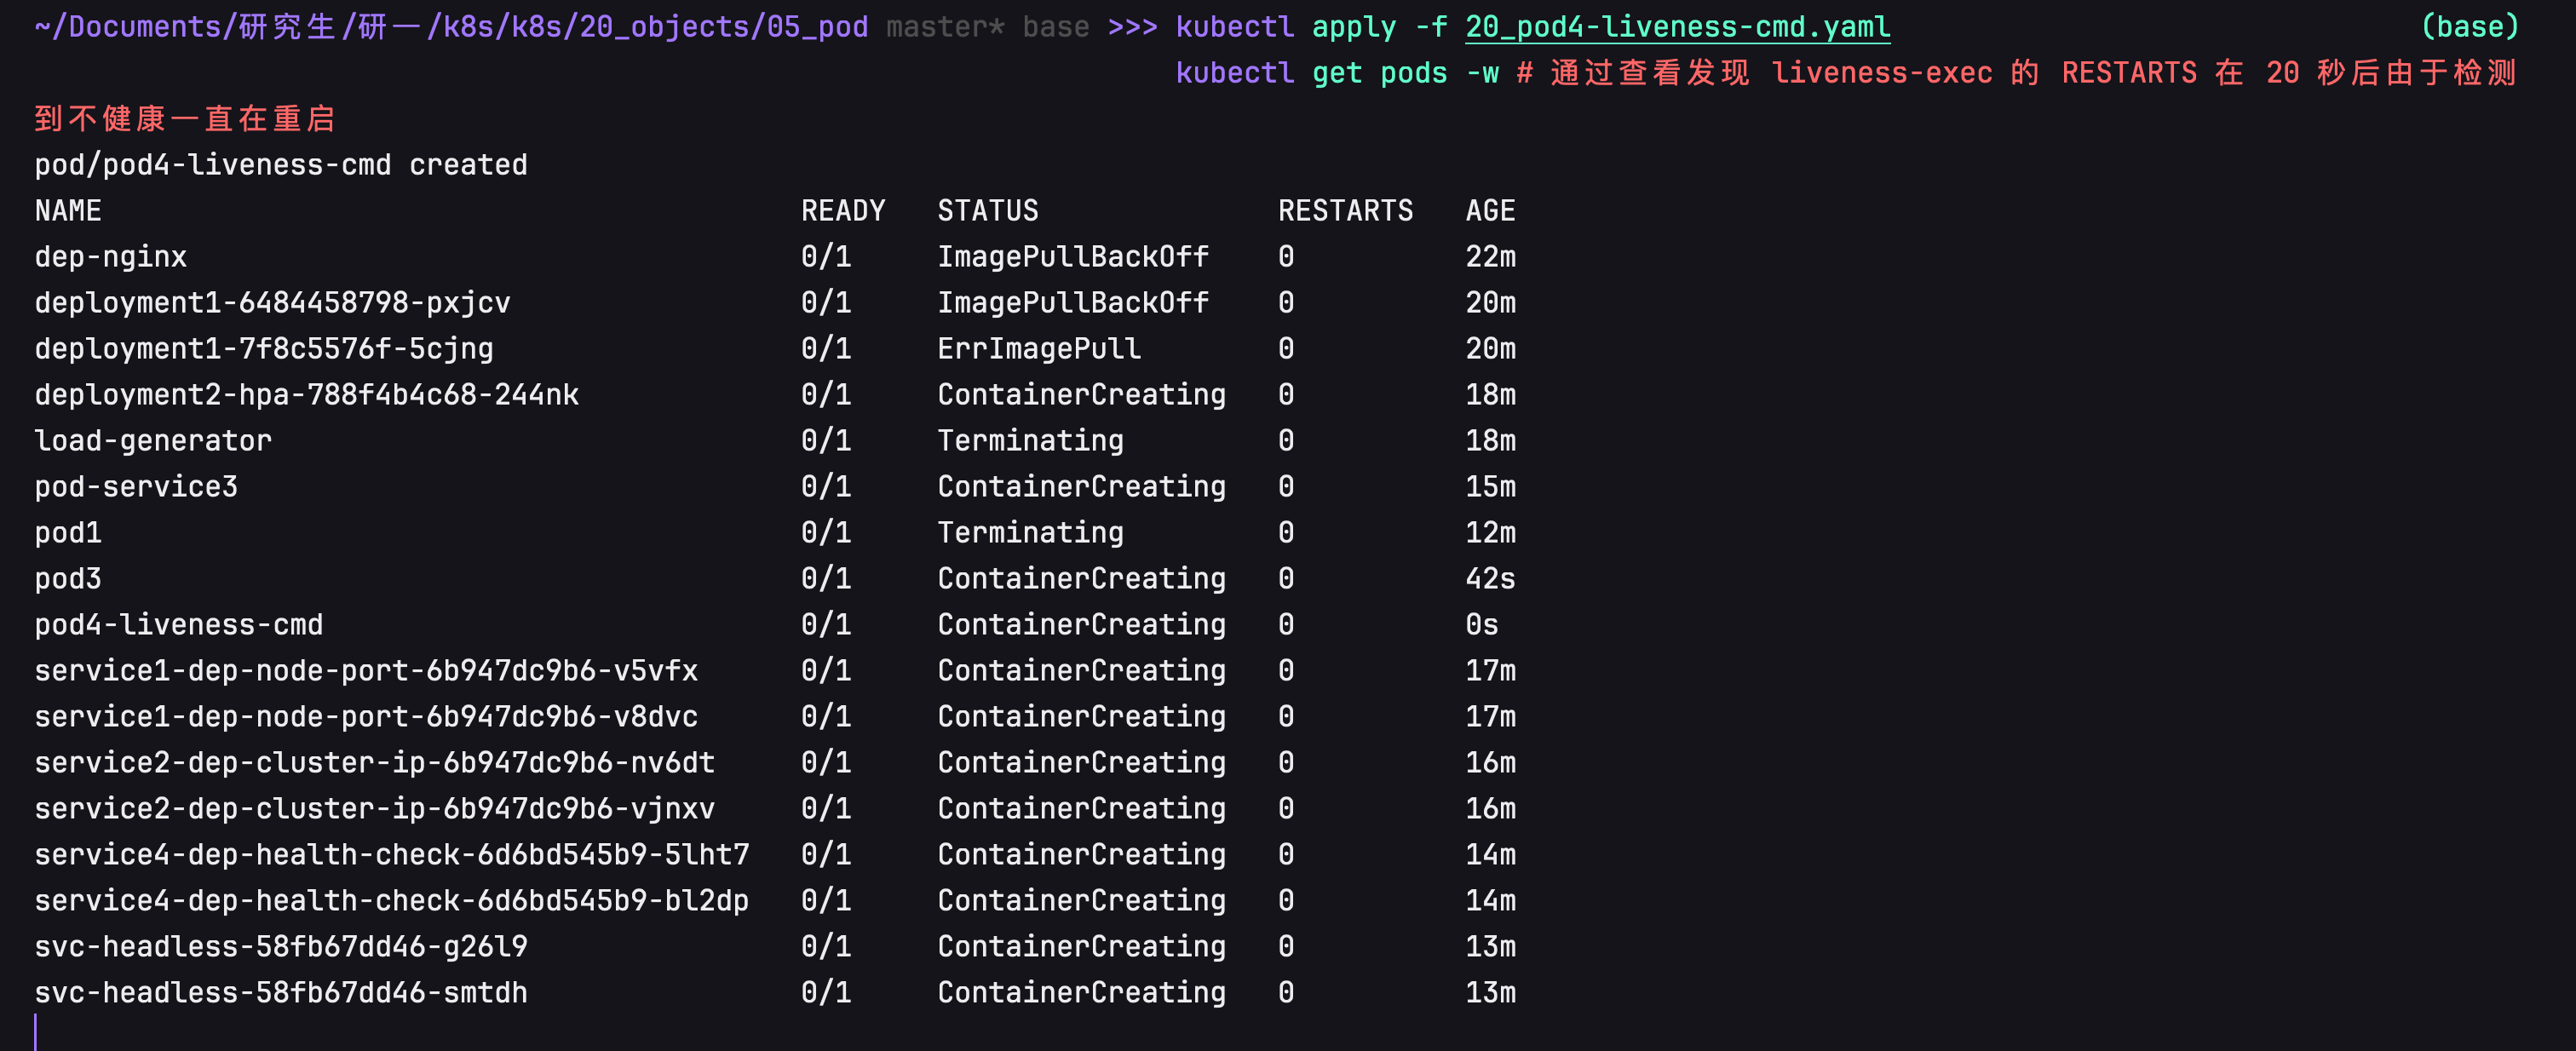 ~/Documents/研究生/研一/k8s/k8s/20_objects/05_pod master* base >>> kubectl apply -f 20_pod4-liveness-cmd.yaml (base)
kubectl get pods -w # 通过查看发现 liveness-exec 的 RESTARTS 在 20 秒后由于检测
到不健康一直在重启
pod/pod4-liveness-cmd created
NAME READY STATUS RESTARTS AGE
dep-nginx 0/1 ImagePullBackOff 0 22m
deployment1-6484458798-pxjcv 0/1 ImagePullBackOff 0 20m
deployment1-7f8c5576f-5cjng 0/1 ErrImagePull 0 20m
deployment2-hpa-788f4b4c68-244nk 0/1 ContainerCreating 0 18m
load-generator 0/1 Terminating 0 18m
pod-service3 0/1 ContainerCreating 0 15m
pod1 0/1 Terminating 0 12m
pod3 0/1 ContainerCreating 0 42s
pod4-liveness-cmd 0/1 ContainerCreating 0 0s
service1-dep-node-port-6b947dc9b6-v5vfx 0/1 ContainerCreating 0 17m
service1-dep-node-port-6b947dc9b6-v8dvc 0/1 ContainerCreating 0 17m
service2-dep-cluster-ip-6b947dc9b6-nv6dt 0/1 ContainerCreating 0 16m
service2-dep-cluster-ip-6b947dc9b6-vjnxv 0/1 ContainerCreating 0 16m
service4-dep-health-check-6d6bd545b9-5lht7 0/1 ContainerCreating 0 14m
service4-dep-health-check-6d6bd545b9-bl2dp 0/1 ContainerCreating 0 14m
svc-headless-58fb67dd46-g26l9 0/1 ContainerCreating 0 13m
svc-headless-58fb67dd46-smtdh 0/1 ContainerCreating 0 13m